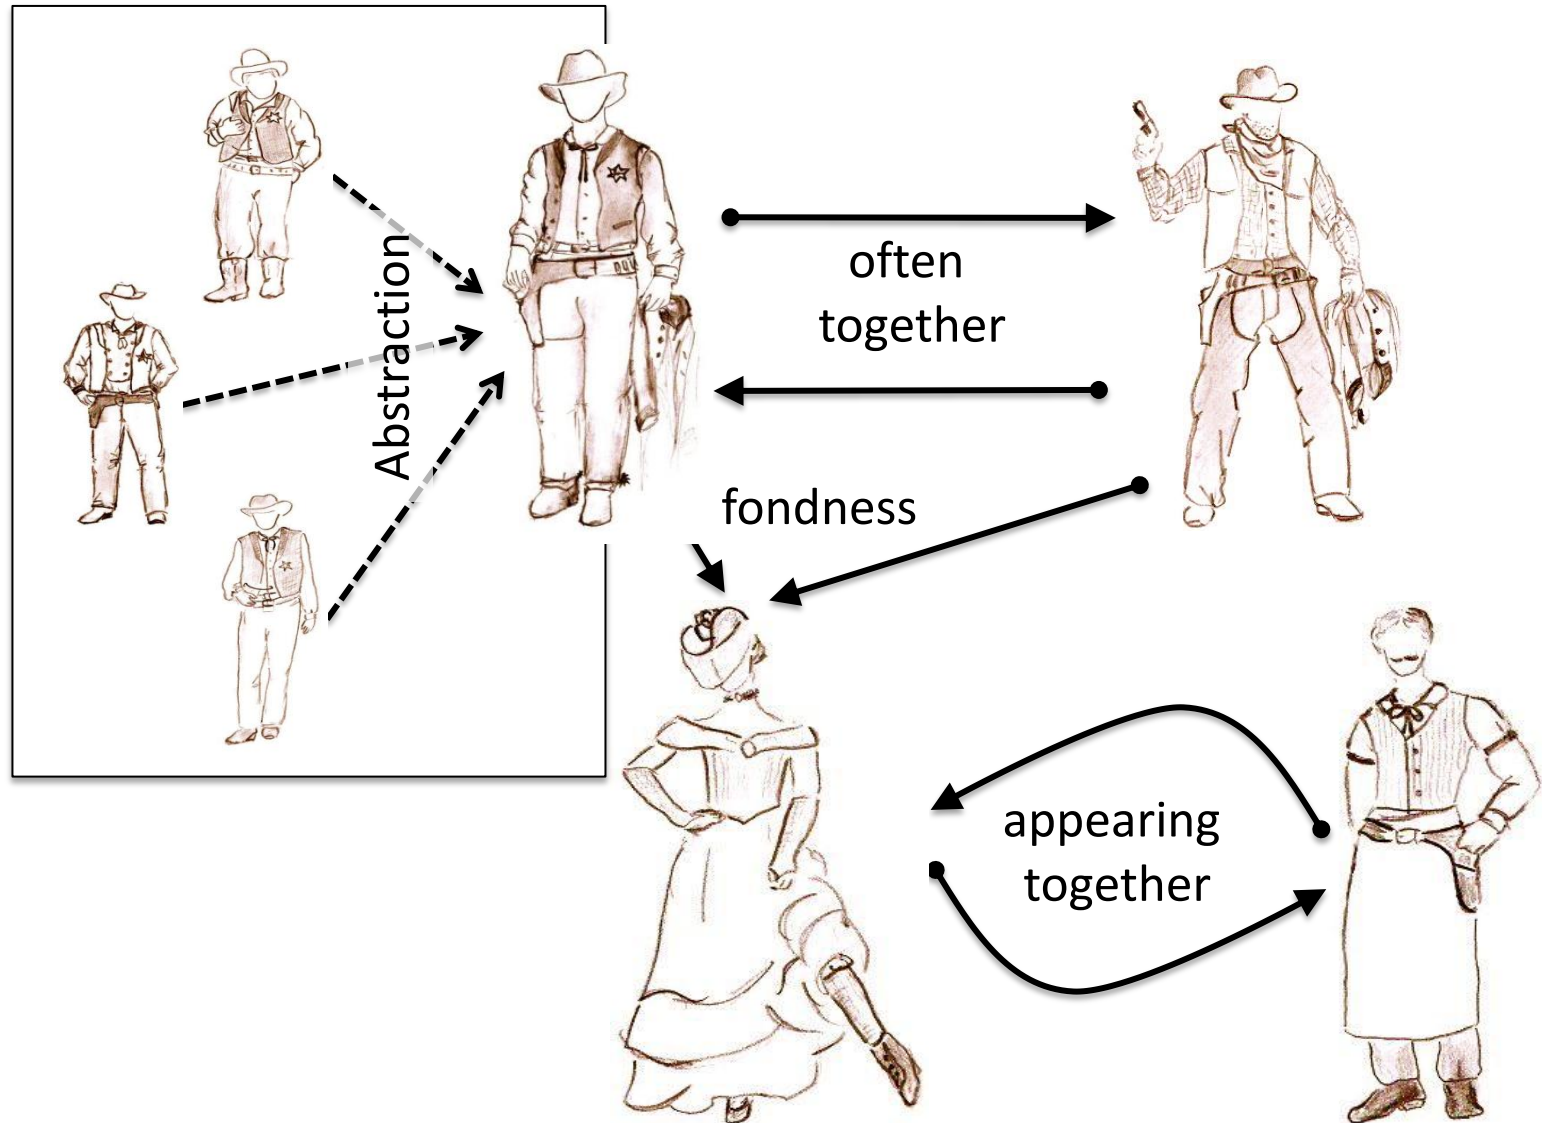 Abstraction
often
together
fondness
appearing
together